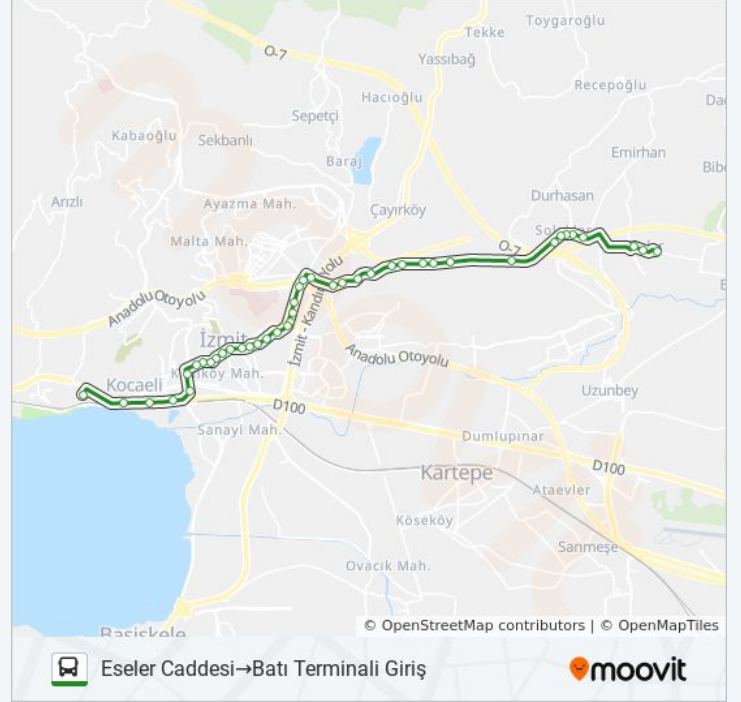 Toygaroğlu
Tekke
O-7
Yassıbağ
Recepoğlu
Hacıoğlu
Sepetçi
Kabaoğlu
Sekbanlı
Emirhan
Baraj
Durhasan
Arızlı
Ayazma Mah.
Çayırköy
Malta Mah.
O-7
Anadolu Otoyolu
İzmit
İzmit - Kandıra Yolu
Anadolu Otoyolu
Kocaeli
Mah.
Uzunbey
D100
Sanayi Mah.
Dumlupınar
D100
Kartepe
Ataevler
Köseköy
Sarımeşe
Ovacık Mah.
Başiskele
© OpenStreetMap contributors | © OpenMapTiles
Eseler Caddesi→Batı Terminali Giriş
moovit